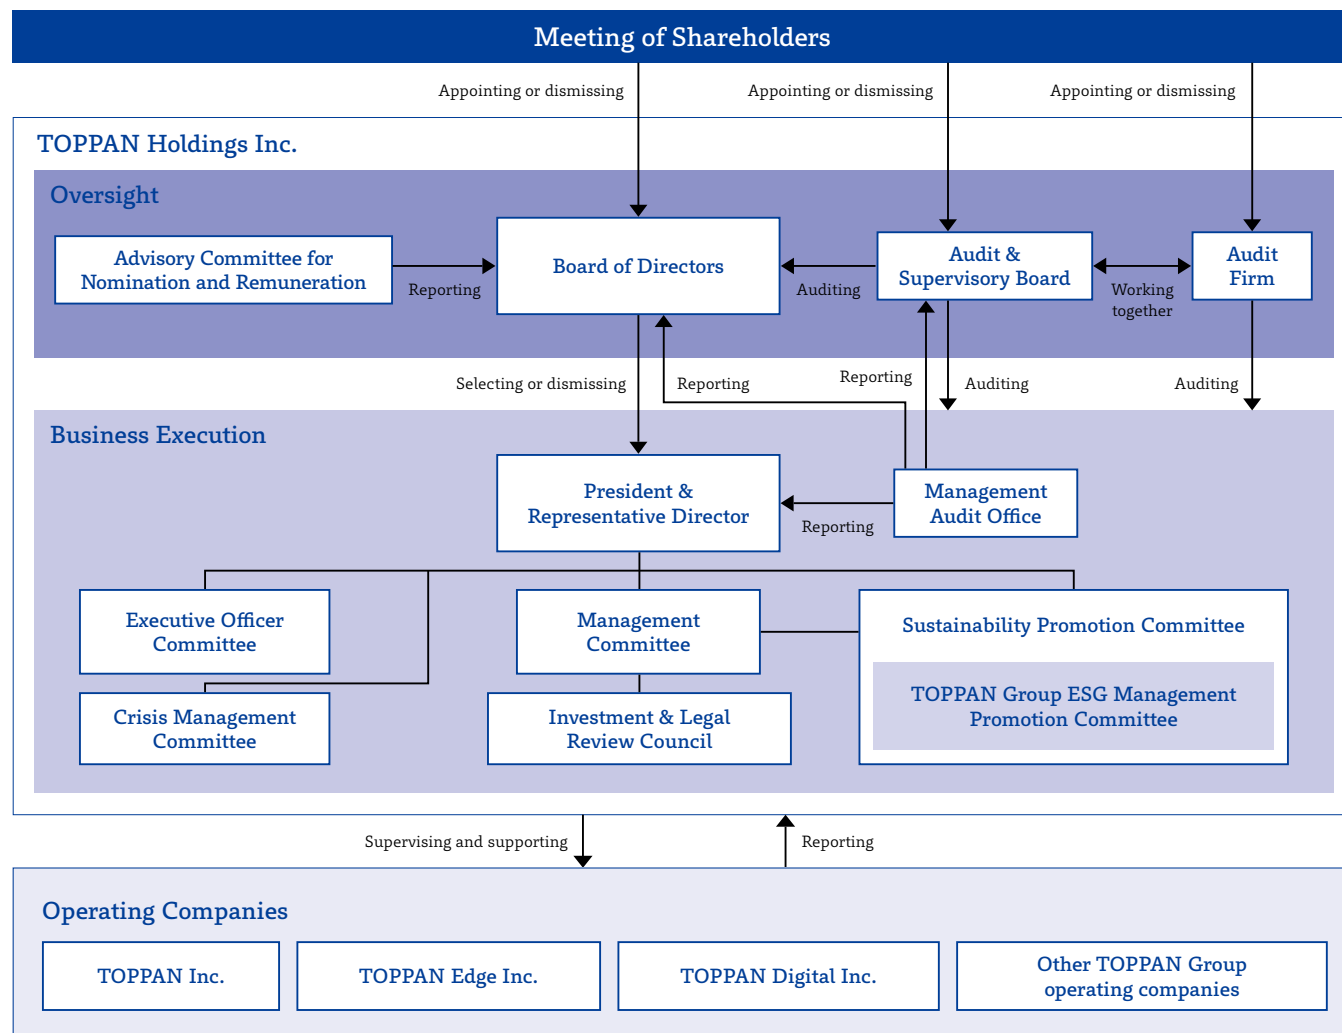 Meeting of Shareholders
Appointing or dismissing
Appointing or dismissing
Appointing or dismissing
TOPPAN Holdings Inc.
Oversight
Advisory Committee for
Nomination and Remuneration
Reporting
Board of Directors
Auditing
Audit &
Supervisory Board
Working
together
Audit
Firm
Selecting or dismissing
Reporting
Reporting
Auditing
Auditing
Business Execution
President &
Representative Director
Reporting
Management
Audit Office
Executive Officer
Committee
Management
Committee
Sustainability Promotion Committee
Crisis Management
Committee
Investment & Legal
Review Council
TOPPAN Group ESG Management
Promotion Committee
Supervising and supporting
Reporting
Operating Companies
TOPPAN Inc.
TOPPAN Edge Inc.
TOPPAN Digital Inc.
Other TOPPAN Group
operating companies